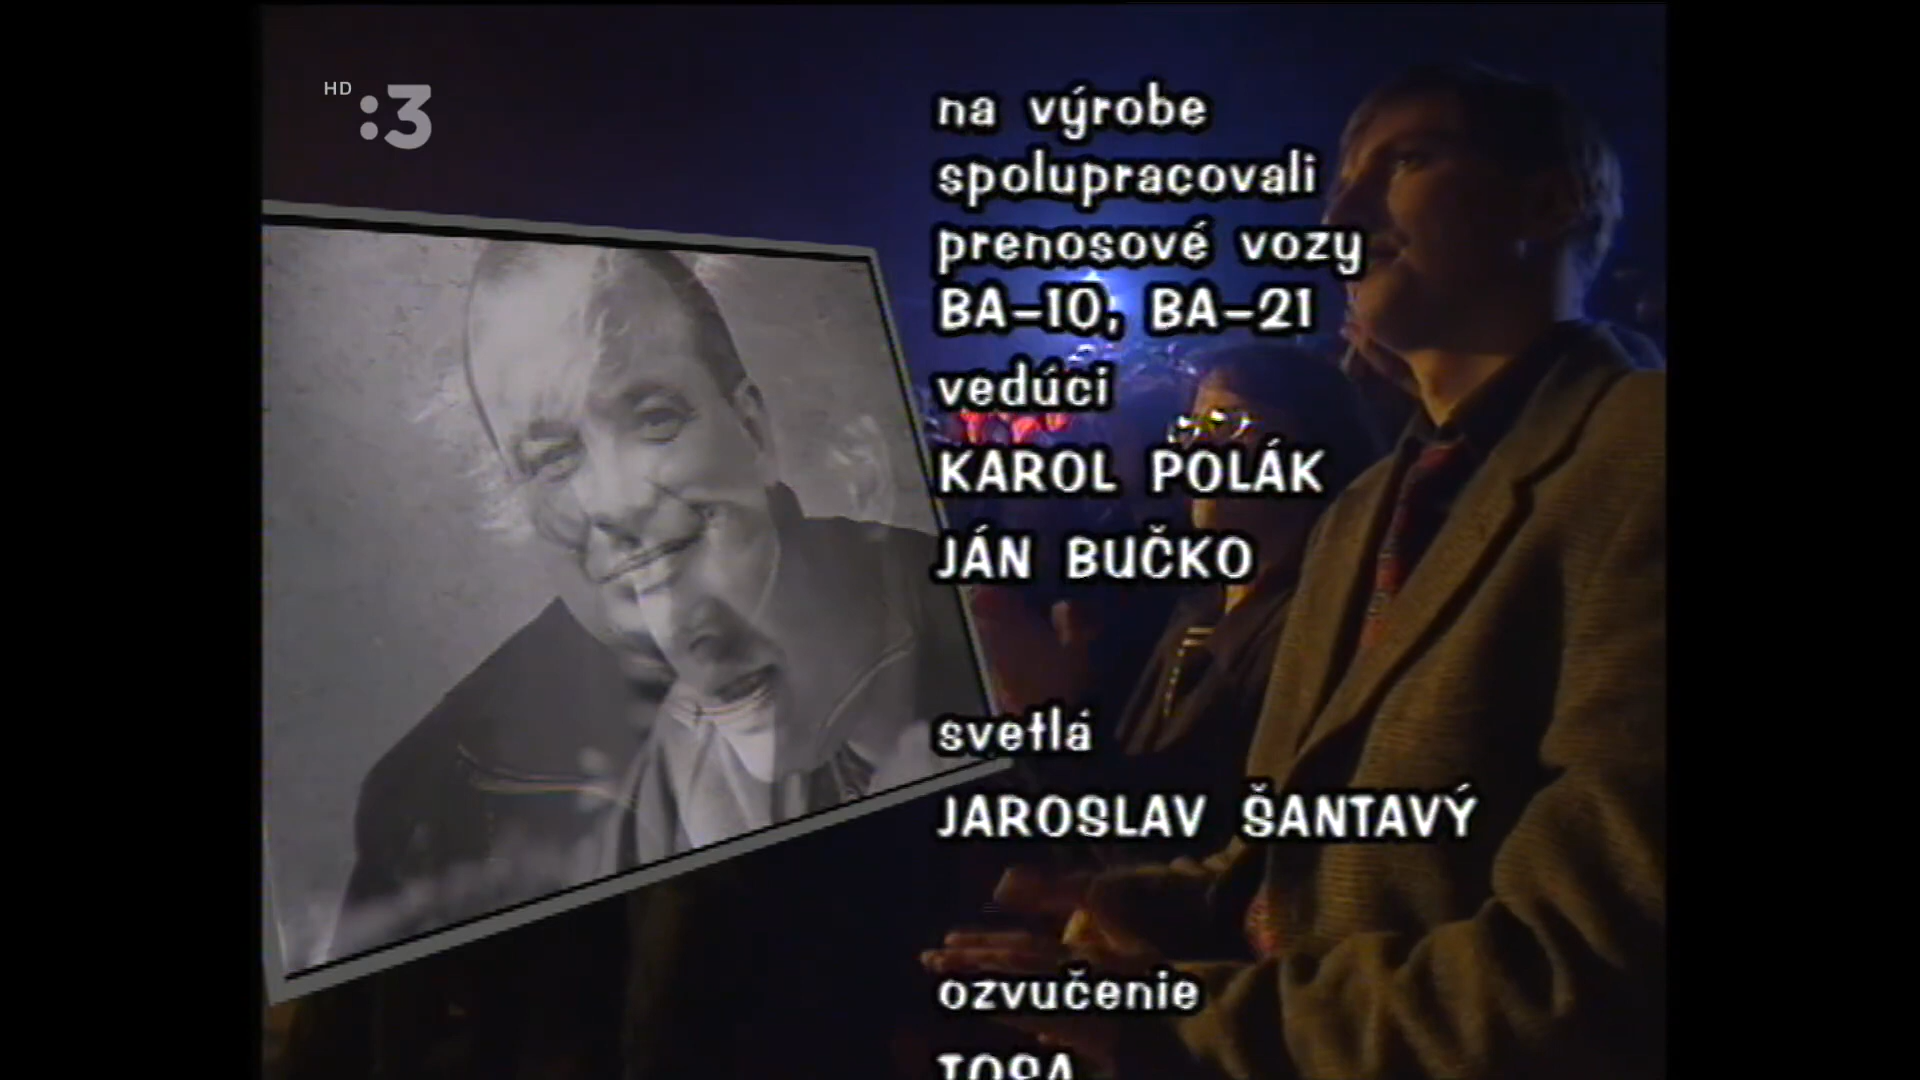 HD
:3
na výrobe
spolupracovali
prenosové vozy
BA-10, BA-21
vedúci
KAROL POLÁK
JÁN BUČKO
svetlá
JAROSLAV ŠANTAVÝ
ozvučenie
TOSA